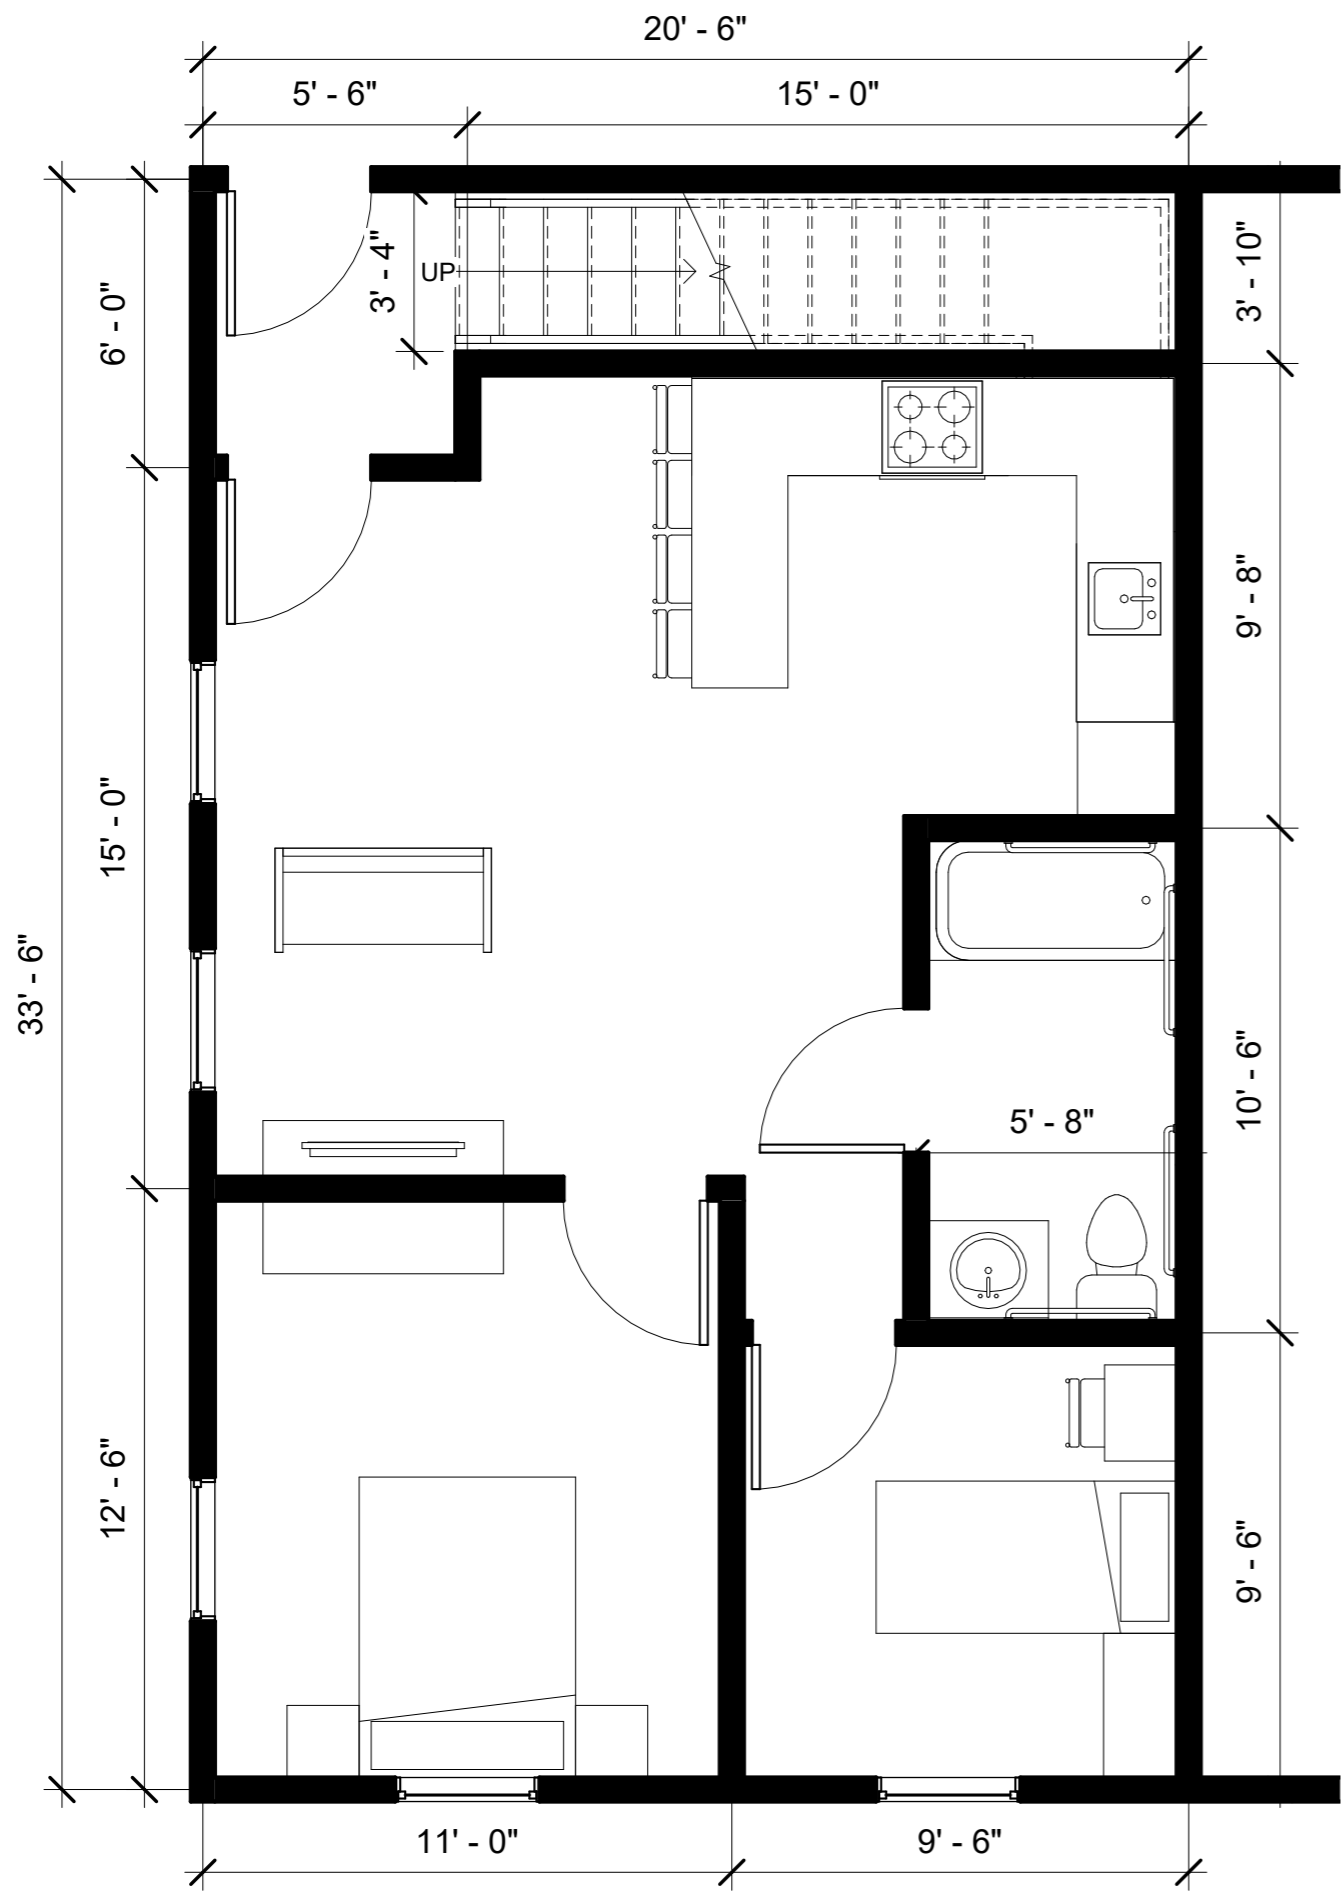 20' - 6"
5' - 6"
15' - 0"
3' - 4"
UP
3' - 10"
6' - 0"
9' - 8"
15' - 0"
33' - 6"
10' - 6"
5' - 8"
12' - 6"
9' - 6"
11' - 0"
9' - 6"